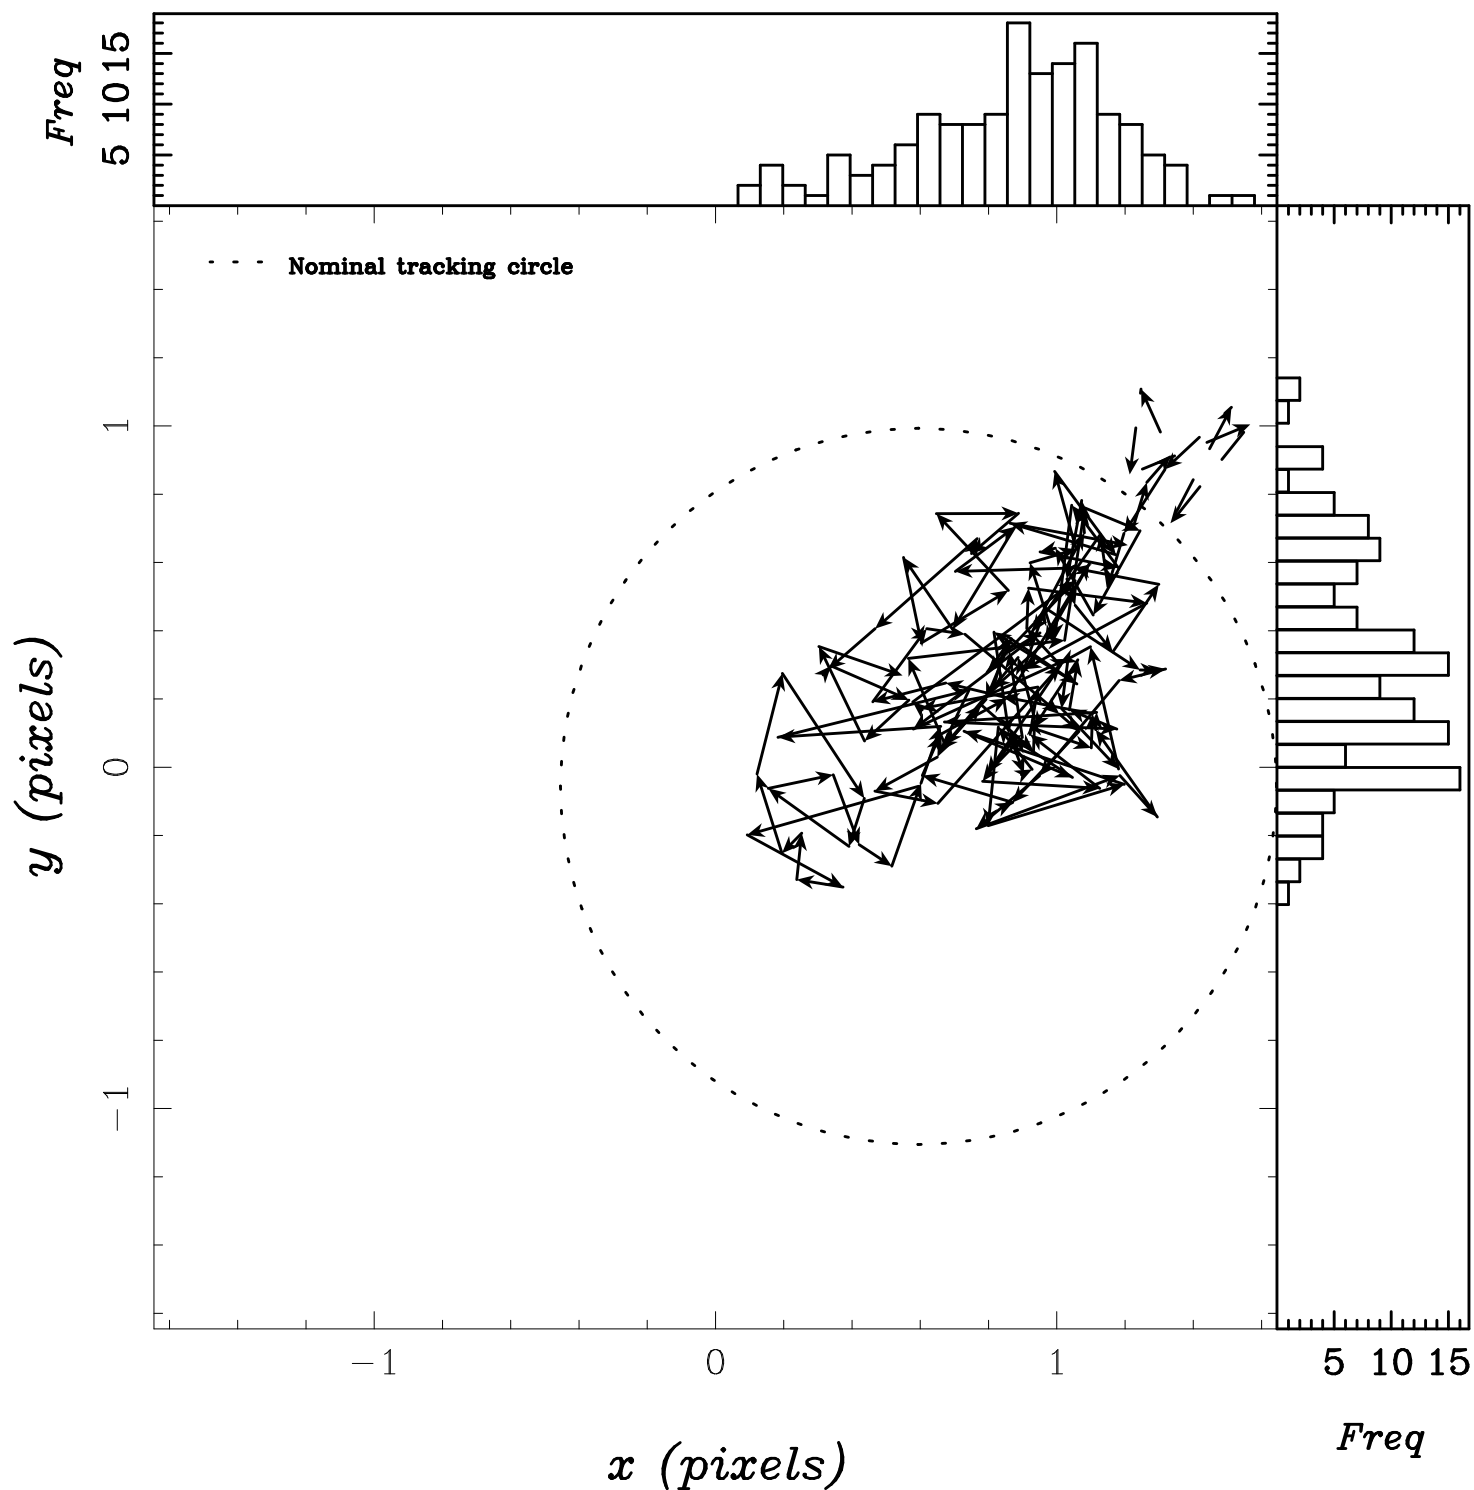 Freq
5 10 15
Nominal tracking circle
1
0
−1
y (pixels)
−1 0 1
5 10 15
x (pixels)
Freq